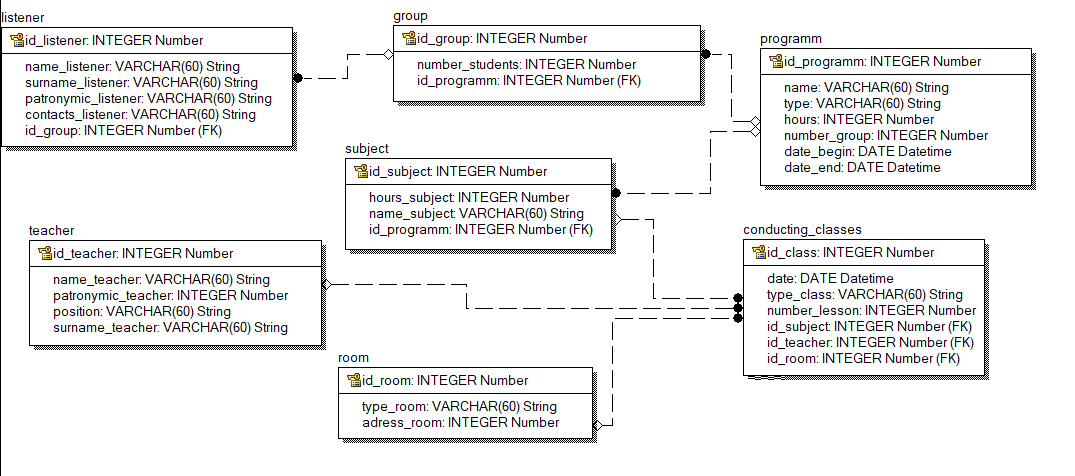 listener
id_listener: INTEGER Number
name_listener: VARCHAR(60) String
surname_listener: VARCHAR(60) String
patronymic_listener: VARCHAR(60) String
contacts_listener: VARCHAR(60) String
id_group: INTEGER Number (FK)
group
id_group: INTEGER Number
number_students: INTEGER Number
id_programm: INTEGER Number (FK)
programm
id_programm: INTEGER Number
name: VARCHAR(60) String
type: VARCHAR(60) String
hours: INTEGER Number
number_group: INTEGER Number
date_begin: DATE Datetime
date_end: DATE Datetime
subject
id_subject: INTEGER Number
hours_subject: INTEGER Number
name_subject: VARCHAR(60) String
id_programm: INTEGER Number (FK)
teacher
id_teacher: INTEGER Number
name_teacher: VARCHAR(60) String
patronymic_teacher: INTEGER Number
position: VARCHAR(60) String
surname_teacher: VARCHAR(60) String
conducting_classes
id_class: INTEGER Number
date: DATE Datetime
type_class: VARCHAR(60) String
number_lesson: INTEGER Number
id_subject: INTEGER Number (FK)
id_teacher: INTEGER Number (FK)
id_room: INTEGER Number (FK)
room
id_room: INTEGER Number
type_room: VARCHAR(60) String
adress_room: INTEGER Number